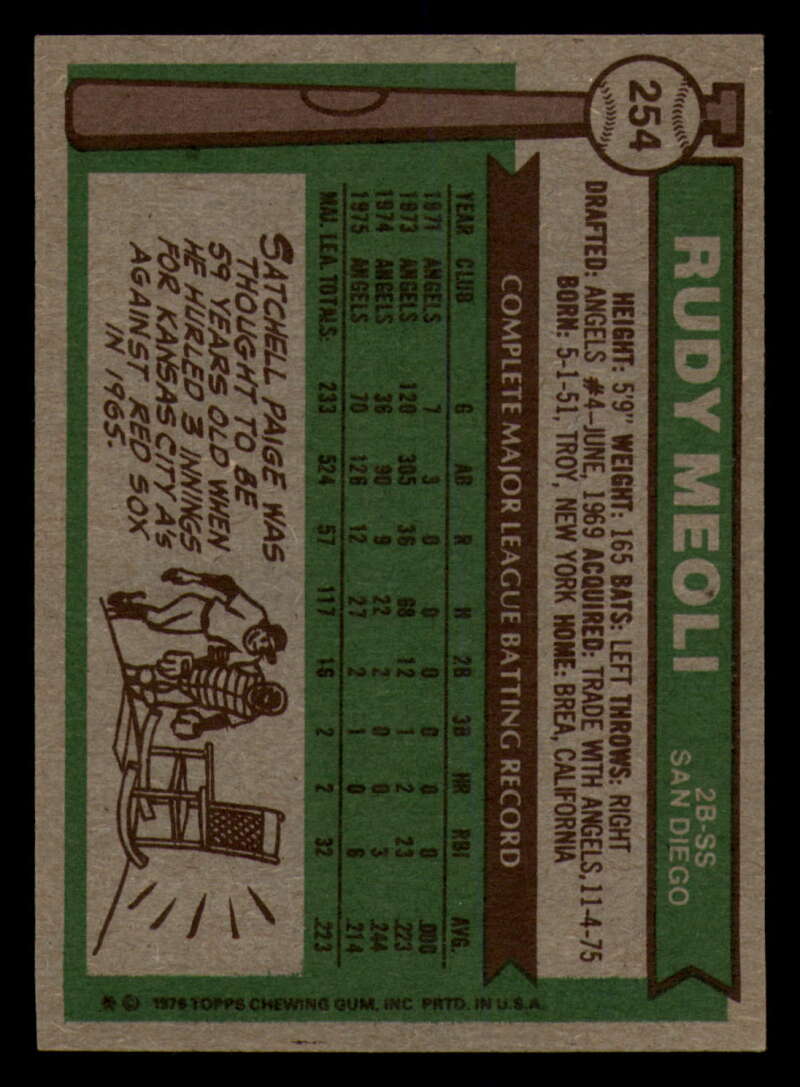 254
RUDY MEOLI
2B-SS
SAN DIEGO
HEIGHT: 5'9" WEIGHT: 165 BATS: LEFT THROWS: RIGHT
DRAFTED: ANGELS #4-JUNE, 1969 ACQUIRED: TRADE WITH ANGELS, 11-4-75
BORN: 5-1-51, TROY, NEW YORK HOME: BREA, CALIFORNIA
COMPLETE MAJOR LEAGUE BATTING RECORD
YEAR CLUB G AB R H 2B 3B HR RBI AVG.
1971 ANGELS 7 3 0 0 0 0 0 0 .000
1973 ANGELS 120 305 36 68 12 1 2 23 .223
1974 ANGELS 36 90 9 22 2 0 0 3 .244
1975 ANGELS 70 126 12 27 2 1 0 6 .214
MAJ. LEA. TOTALS: 233 524 57 117 16 2 2 32 .223
SATCHELL PAIGE WAS
THOUGHT TO BE
59 YEARS OLD WHEN
HE HURLED 3 INNINGS
FOR KANSAS CITY A'S
AGAINST RED SOX
IN 1965.
* © 1976 TOPPS CHEWING GUM, INC PRTD. IN U.S.A.